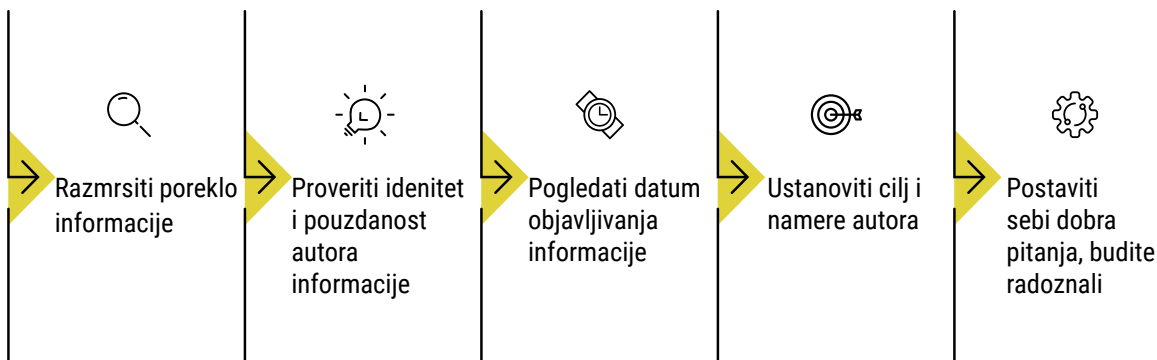 Razmrsiti poreklo
informacije
Proveriti idenitet
i pouzdanost
autora
informacije
Pogledati datum
objavljivanja
informacije
Ustanoviti cilj i
namere autora
Postaviti
sebi dobra
pitanja, budite
radoznali